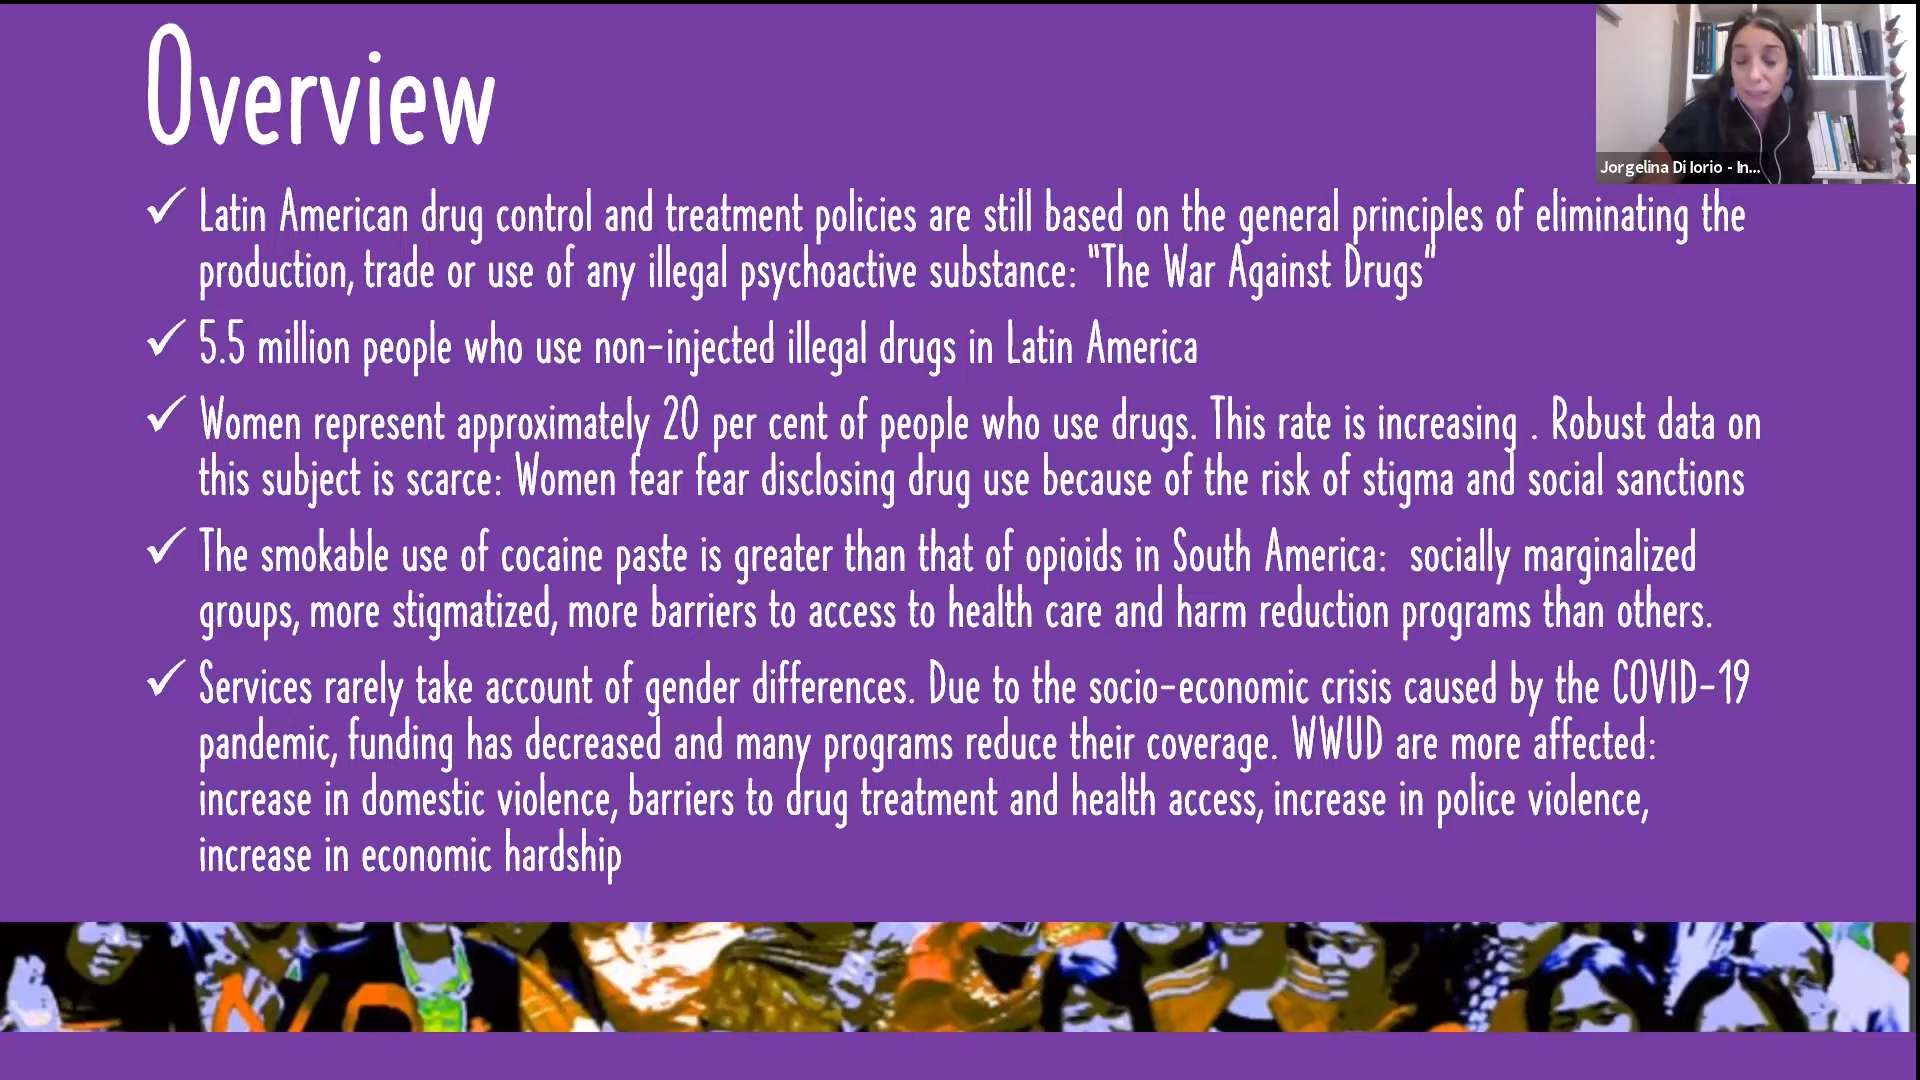 Overview
Jorgelina Di Iorio - In...
Latin American drug control and treatment policies are still based on the general principles of eliminating the
production, trade or use of any illegal psychoactive substance: "The War Against Drugs"
5.5 million people who use non-injected illegal drugs in Latin America
Women represent approximately 20 per cent of people who use drugs. This rate is increasing . Robust data on
this subject is scarce: Women fear fear disclosing drug use because of the risk of stigma and social sanctions
The smokable use of cocaine paste is greater than that of opioids in South America:  socially marginalized
groups, more stigmatized, more barriers to access to health care and harm reduction programs than others.
Services rarely take account of gender differences. Due to the socio-economic crisis caused by the COVID-19
pandemic, funding has decreased and many programs reduce their coverage. WWUD are more affected:
increase in domestic violence, barriers to drug treatment and health access, increase in police violence,
increase in economic hardship